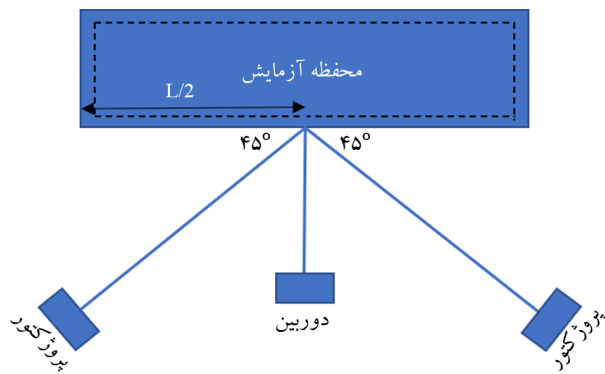 محفظه آزمایش
L/2
۴۵°
۴۵°
پروژکتور
دوربین
پروژکتور